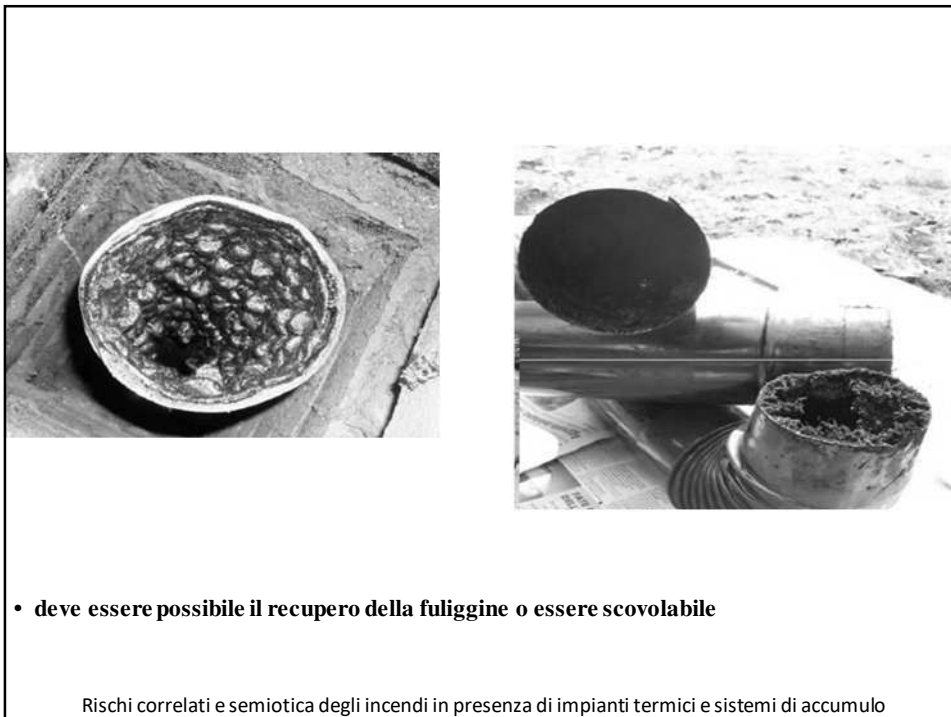 • deve essere possibile il recupero della fuliggine o essere scovolabile
Rischi correlati e semiotica degli incendi in presenza di impianti termici e sistemi di accumulo